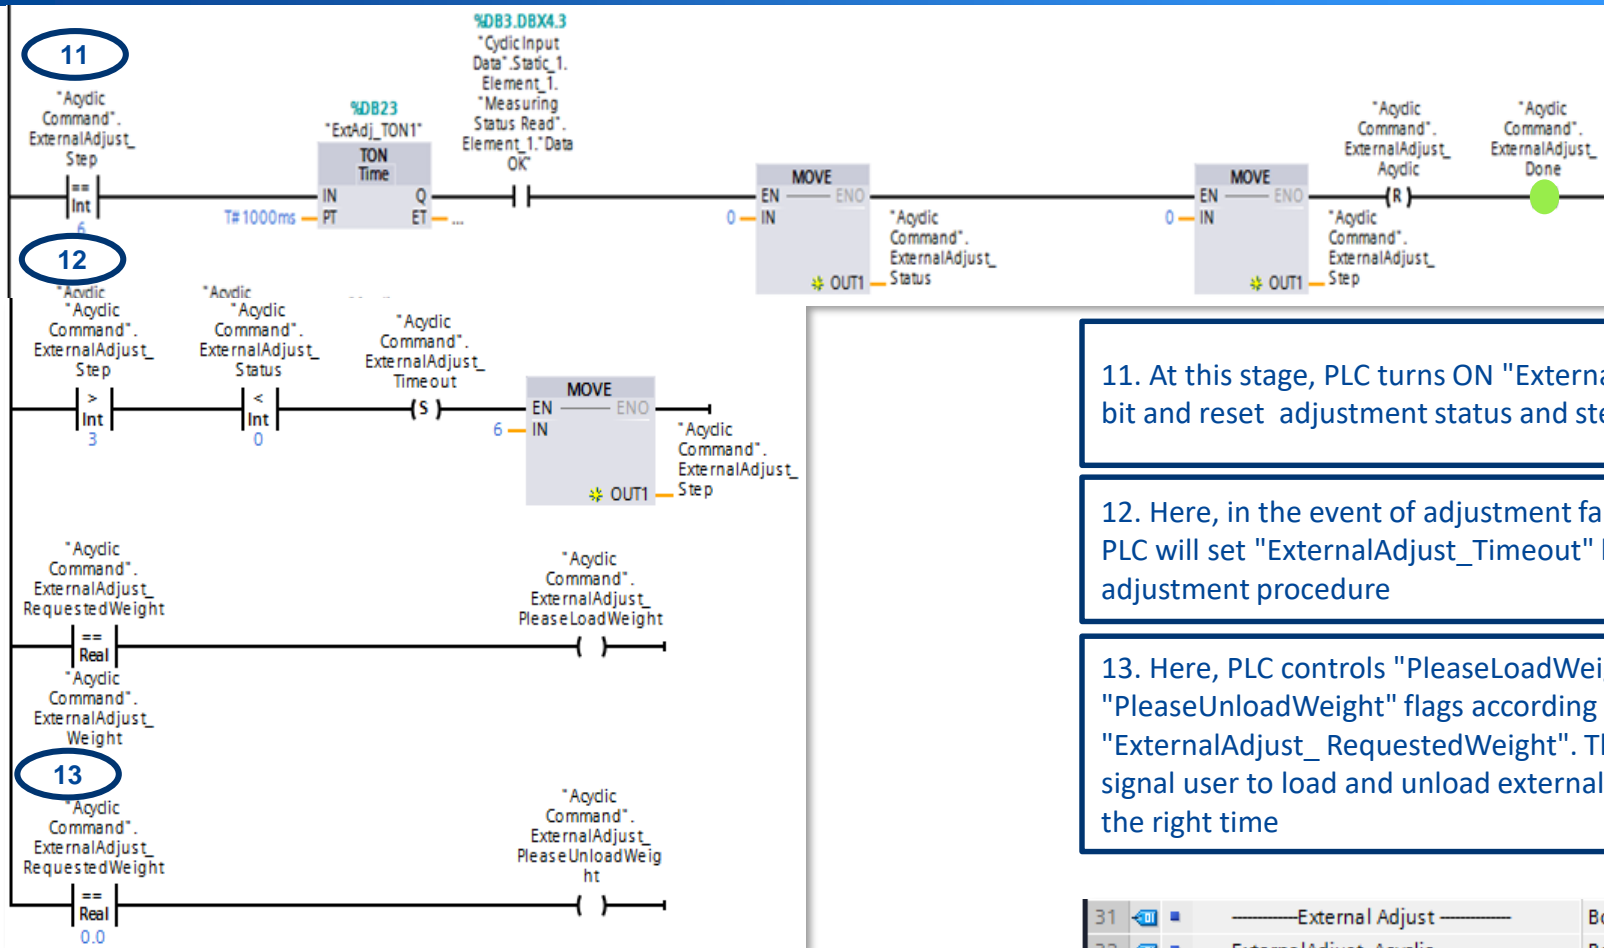 11
"Acyclic
Command".
ExternalAdjust_
Step
==
Int
6
%DB23
"ExtAdj_TON1"
TON
Time
IN
Q
T#1000ms
PT
ET
...
%DB3.DBX4.3
"Cyclic Input
Data".Static_1.
Element_1.
"Measuring
Status Read".
Element_1."Data
OK"
MOVE
EN
ENO
0
IN
OUT1
"Acyclic
Command".
ExternalAdjust_
Status
MOVE
EN
ENO
0
IN
OUT1
"Acyclic
Command".
ExternalAdjust_
Step
"Acyclic
Command".
ExternalAdjust_
Acyclic
(R)
"Acyclic
Command".
ExternalAdjust_
Done
12
"Acyclic
"Acyclic
"Acyclic
Command".
ExternalAdjust_
Step
>
Int
3
"Acyclic
Command".
ExternalAdjust_
Status
<
Int
0
"Acyclic
Command".
ExternalAdjust_
Timeout
(S)
MOVE
EN
ENO
6
IN
OUT1
"Acyclic
Command".
ExternalAdjust_
Step
"Acyclic
Command".
ExternalAdjust_
RequestedWeight
==
Real
"Acyclic
Command".
ExternalAdjust_
Weight
"Acyclic
Command".
ExternalAdjust_
PleaseLoadWeight
( )
13
"Acyclic
Command".
ExternalAdjust_
RequestedWeight
==
Real
0.0
"Acyclic
Command".
ExternalAdjust_
PleaseUnloadWeig
ht
( )
11. At this stage, PLC turns ON "Externa
bit and reset adjustment status and ste
12. Here, in the event of adjustment fa
PLC will set "ExternalAdjust_Timeout"
adjustment procedure
13. Here, PLC controls "PleaseLoadWei
"PleaseUnloadWeight" flags according
"ExternalAdjust_ RequestedWeight". Th
signal user to load and unload external
the right time
31
-----------External Adjust-----------
Bo